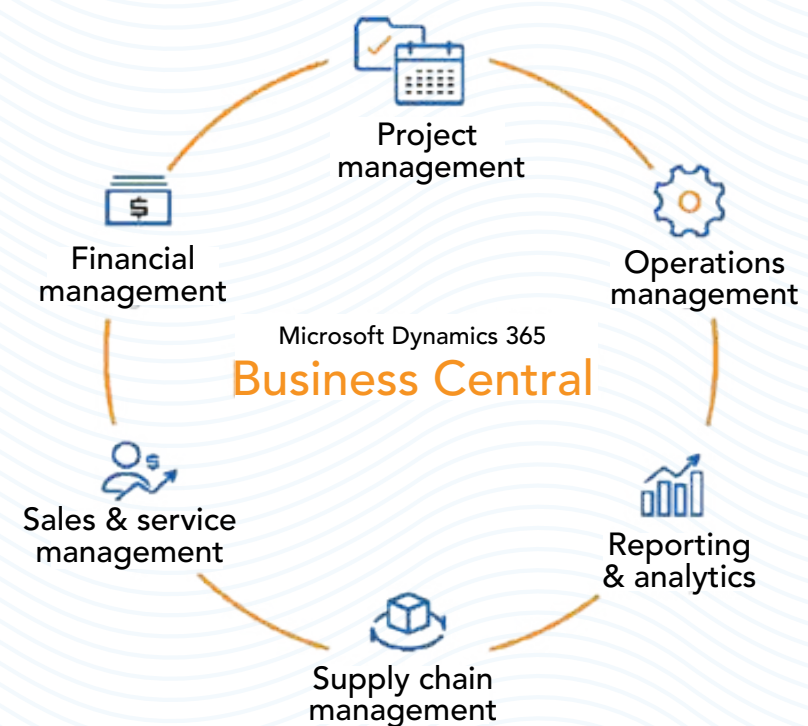 Project
management
Financial
management
Operations
management
Microsoft Dynamics 365
Business Central
Sales & service
management
Reporting
& analytics
Supply chain
management